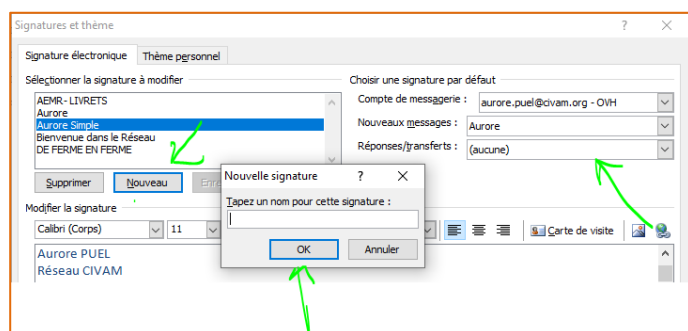 Signatures et thème ? ×
Signature électronique Thème personnel
Sélectionner la signature à modifier
AEMR- LIVRETS
Aurore
Aurore Simple
Bienvenue dans le Réseau
DE FERME EN FERME
Supprimer Nouveau
Choisir une signature par défaut
Compte de messagerie : aurore.puel@civam.org - OVH
Nouveaux messages : Aurore
Réponses/transferts : (aucune)
Nouvelle signature ? ×
Tapez un nom pour cette signature :
OK Annuler
Modifier la signature
Calibri (Corps) 11 Carte de visite
Aurore PUEL
Réseau CIVAM